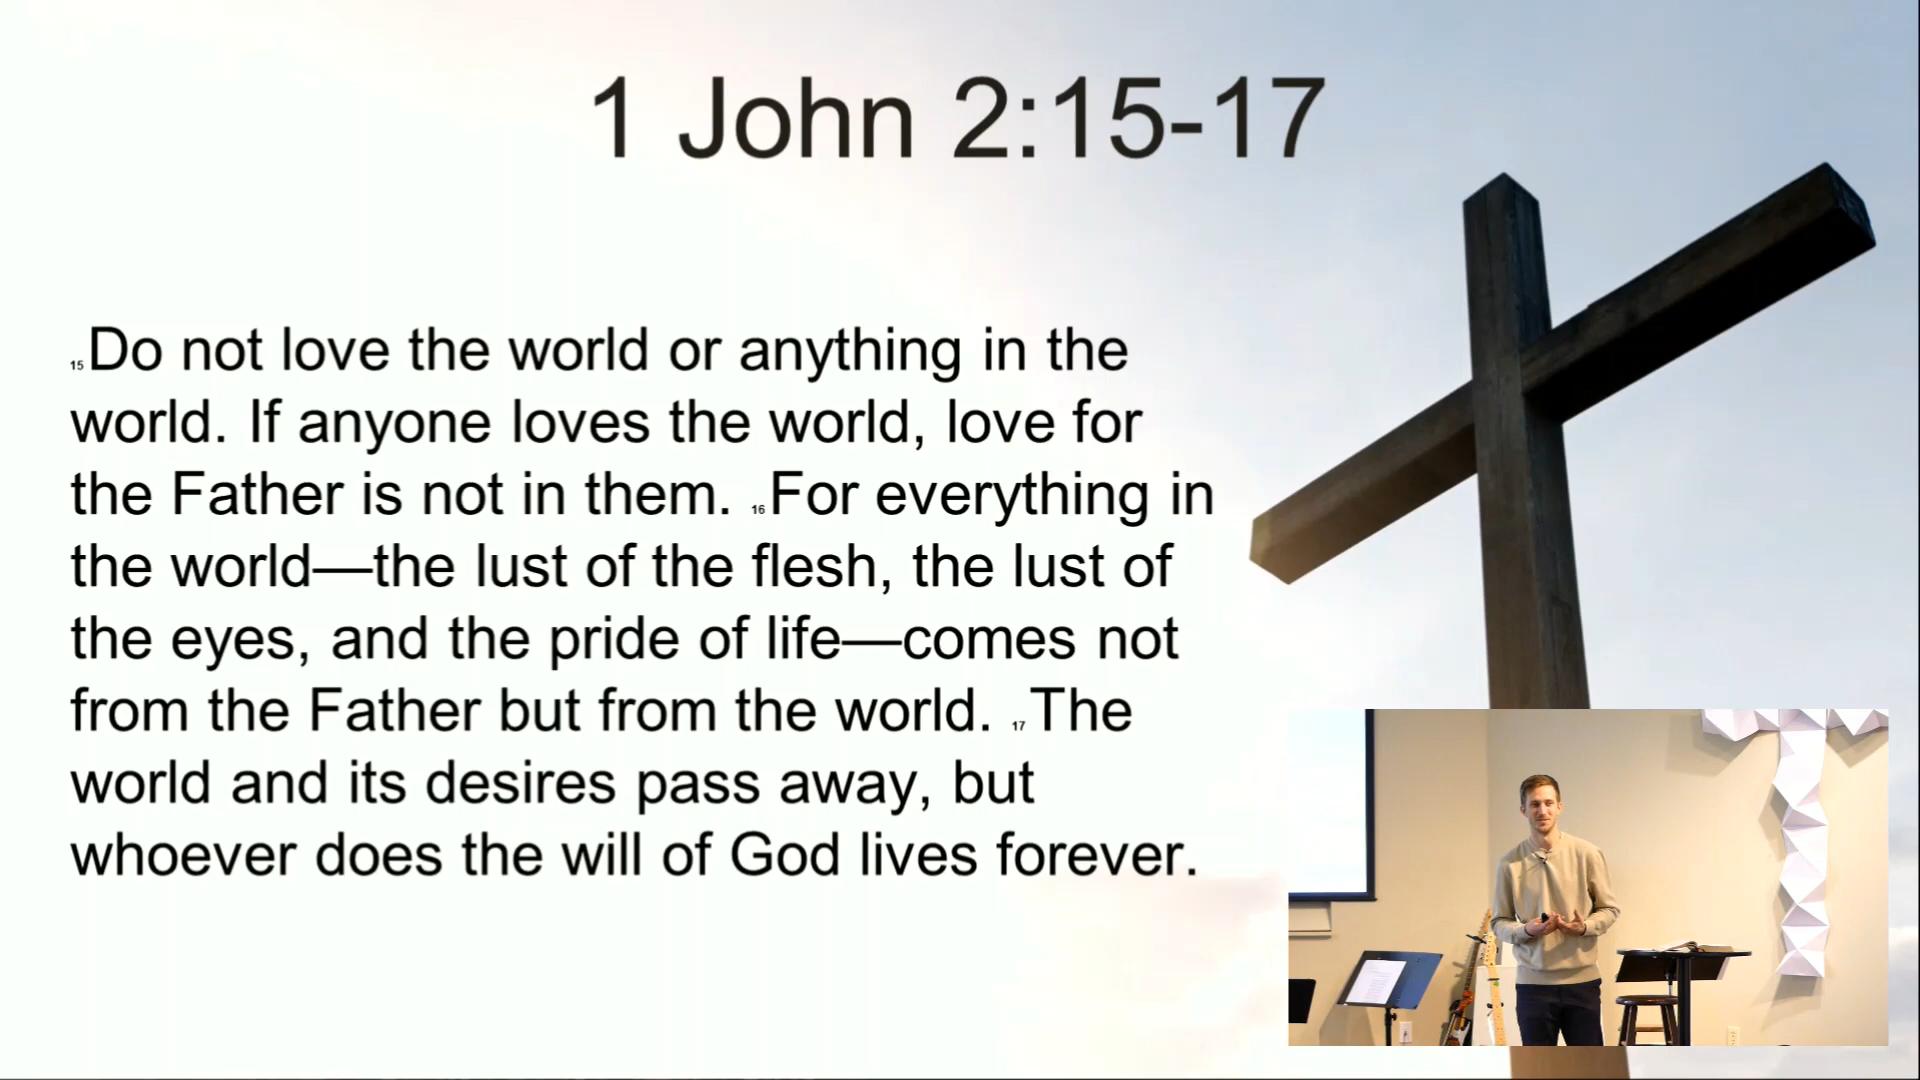 1 John 2:15-17
15Do not love the world or anything in the
world. If anyone loves the world, love for
the Father is not in them. 16For everything in
the world—the lust of the flesh, the lust of
the eyes, and the pride of life—comes not
from the Father but from the world. 17The
world and its desires pass away, but
whoever does the will of God lives forever.